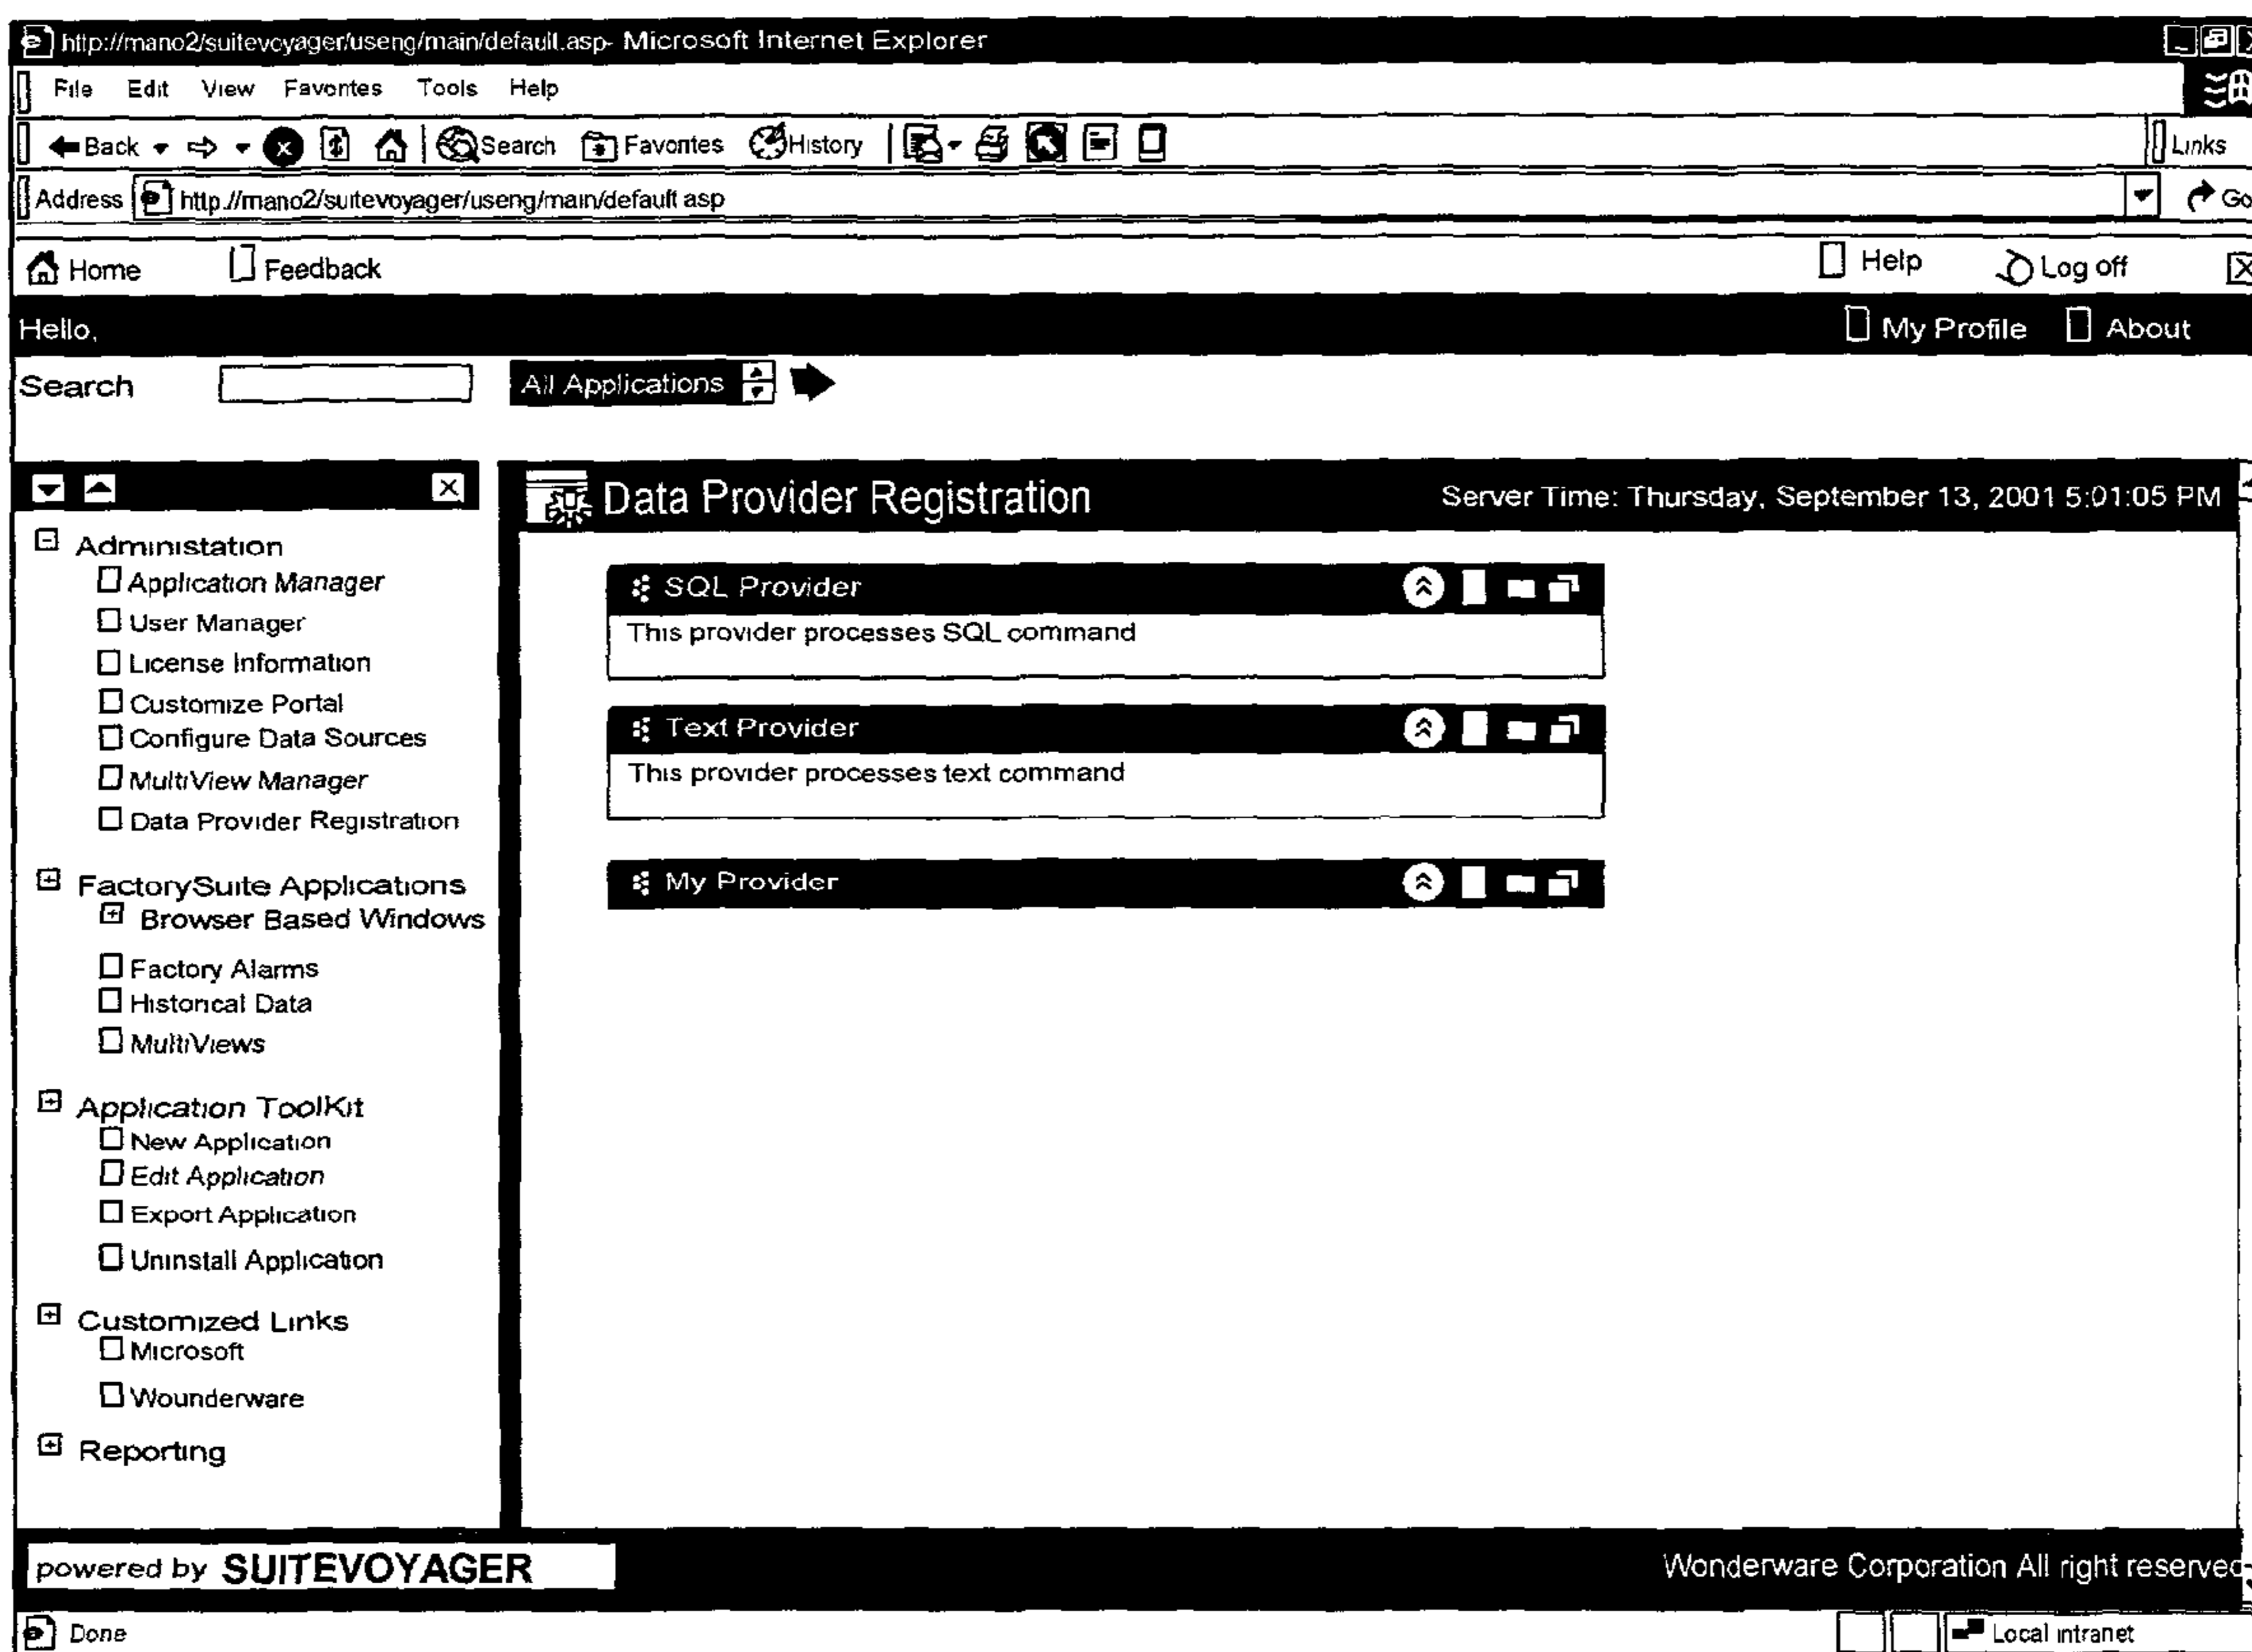 http://mano2/suitevcyager/useng/main/default.asp- Microsoft Internet Explorer
File Edit View Favorites Tools Help
Back Search Favorites History Links
Address http://mano2/suitevoyager/useng/main/default asp Go
Home Feedback Help Log off
Hello, My Profile About
Search All Applications
Data Provider Registration Server Time: Thursday, September 13, 2001 5:01:05 PM
Administation
Application Manager
User Manager
License Information
Customize Portal
Configure Data Sources
MultiView Manager
Data Provider Registration
FactorySuite Applications
Browser Based Windows
Factory Alarms
Historical Data
MultiViews
Application ToolKit
New Application
Edit Application
Export Application
Uninstall Application
Customized Links
Microsoft
Wounderware
Reporting
SQL Provider
This provider processes SQL command
Text Provider
This provider processes text command
My Provider
powered by SUITEVOYAGER Wonderware Corporation All right reserved
Done Local intranet